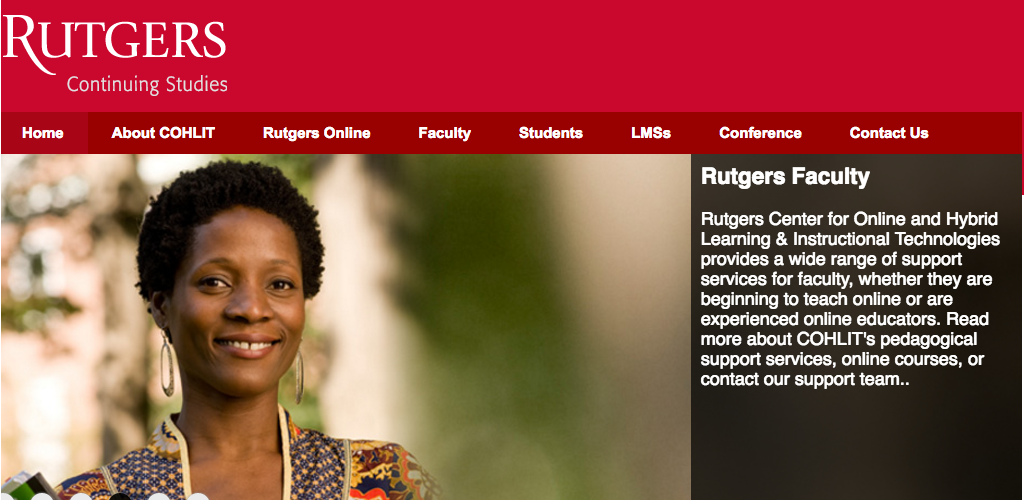 RUTGERS
Continuing Studies
Home About COHLIT Rutgers Online Faculty Students LMSs Conference Contact Us
Rutgers Faculty
Rutgers Center for Online and Hybrid
Learning & Instructional Technologies
provides a wide range of support
services for faculty, whether they are
beginning to teach online or are
experienced online educators. Read
more about COHLIT's pedagogical
support services, online courses, or
contact our support team..